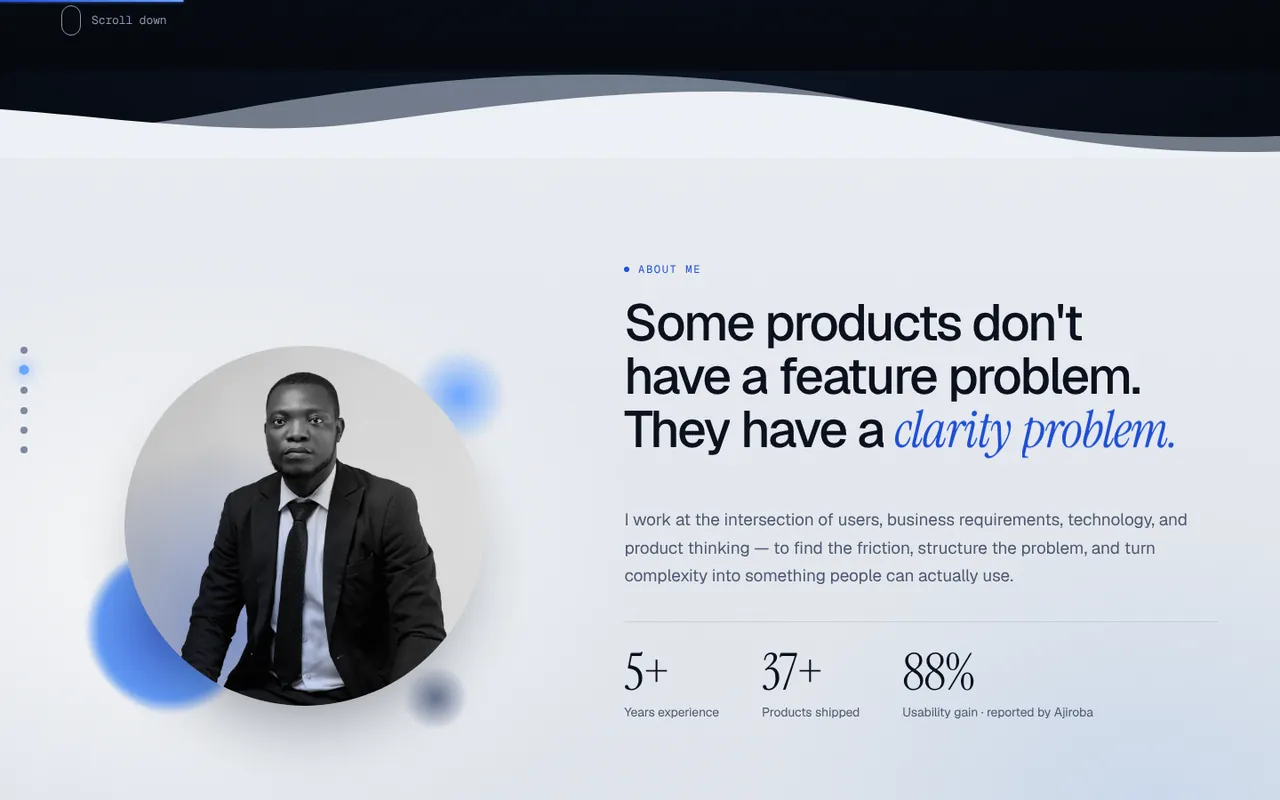 Scroll down
ABOUT ME
Some products don't
have a feature problem.
They have a clarity problem.
I work at the intersection of users, business requirements, technology, and
product thinking — to find the friction, structure the problem, and turn
complexity into something people can actually use.
5+
Years experience
37+
Products shipped
88%
Usability gain · reported by Ajiroba